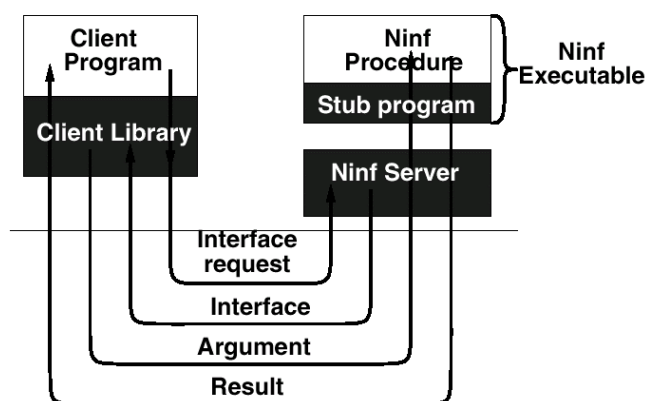 Client
Program
Client Library
Ninf
Procedure
Stub program
Ninf
Executable
Ninf Server
Interface
request
Interface
Argument
Result